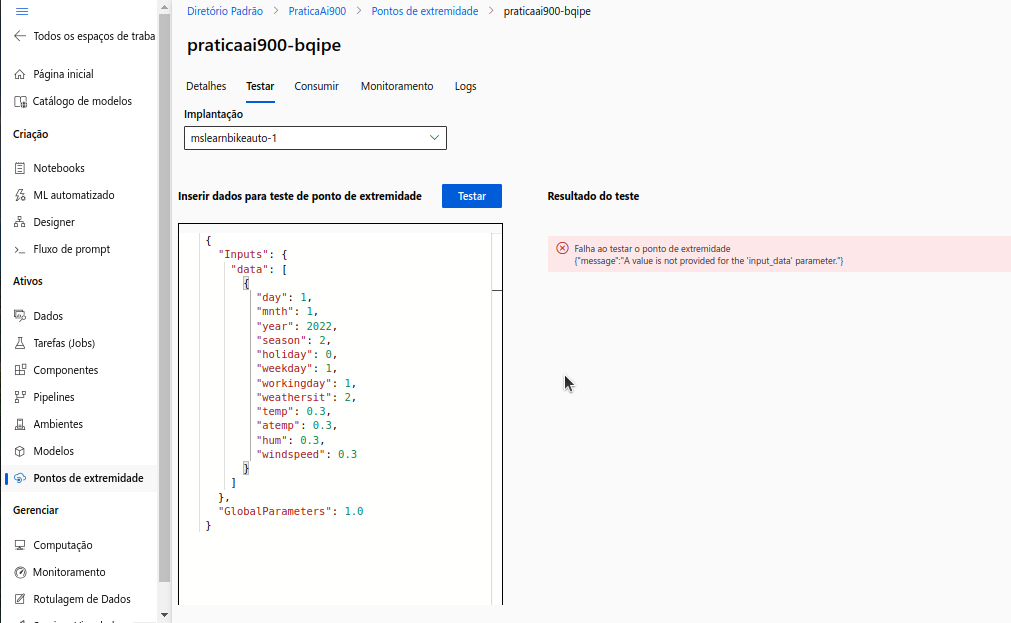 Diretório Padrão > PraticaAi900 > Pontos de extremidade > praticaai900-bqipe
Todos os espaços de traba
Página inicial
Catálogo de modelos
Criação
Notebooks
ML automatizado
Designer
Fluxo de prompt
Ativos
Dados
Tarefas (Jobs)
Componentes
Pipelines
Ambientes
Modelos
Pontos de extremidade
Gerenciar
Computação
Monitoramento
Rotulagem de Dados
praticaai900-bqipe
Detalhes Testar Consumir Monitoramento Logs
Implantação
mslearnbikeauto-1
Inserir dados para teste de ponto de extremidade
Testar
{
"Inputs": {
"data": [
{
"day": 1,
"mnth": 1,
"year": 2022,
"season": 2,
"holiday": 0,
"weekday": 1,
"workingday": 1,
"weathersit": 2,
"temp": 0.3,
"atemp": 0.3,
"hum": 0.3,
"windspeed": 0.3
}
]
},
"GlobalParameters": 1.0
}
Resultado do teste
Falha ao testar o ponto de extremidade
{"message":"A value is not provided for the 'input_data' parameter."}